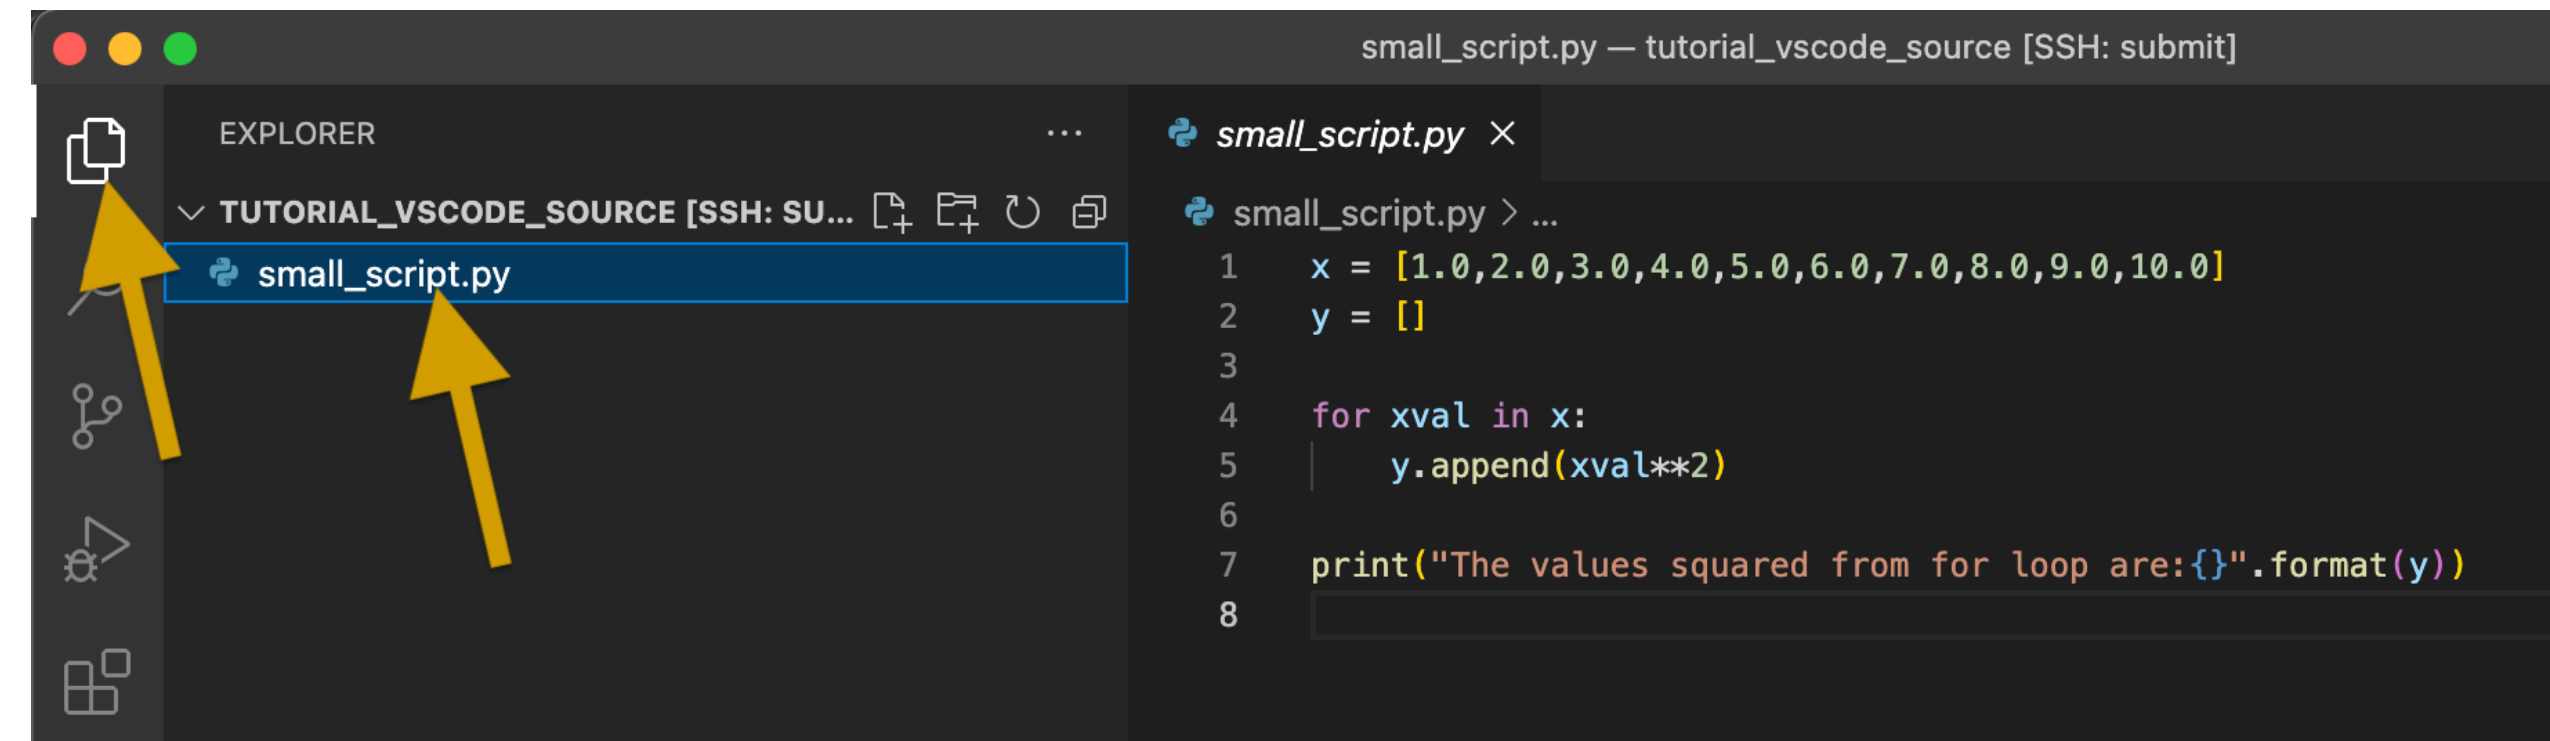 small_script.py — tutorial_vscode_source [SSH: submit]
EXPLORER ...
TUTORIAL_VSCODE_SOURCE [SSH: SU...
small_script.py
small_script.py
small_script.py > ...
1 x = [1.0,2.0,3.0,4.0,5.0,6.0,7.0,8.0,9.0,10.0]
2 y = []
3
4 for xval in x:
5     y.append(xval**2)
6
7 print("The values squared from for loop are:{}".format(y))
8